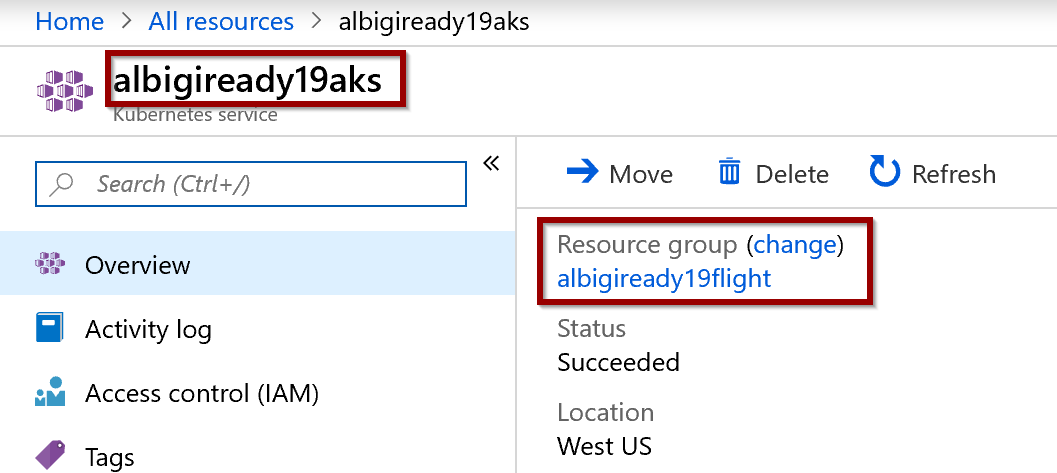 Home > All resources > albigiready19aks
albigiready19aks
Kubernetes service
Search (Ctrl+/)
«
Overview
Activity log
Access control (IAM)
Tags
Move Delete Refresh
Resource group (change)
albigiready19flight
Status
Succeeded
Location
West US